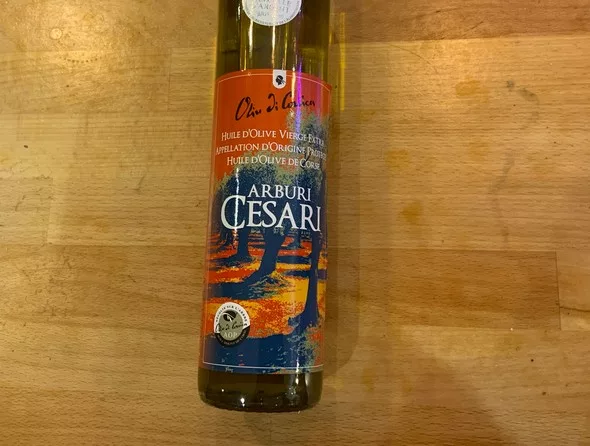 Oliu di Corsica
HUILE D'OLIVE VIERGE EXTRA
APPELLATION D'ORIGINE PROTÉGÉE
HUILE D'OLIVE DE CORSE
ARBURI
CESARI